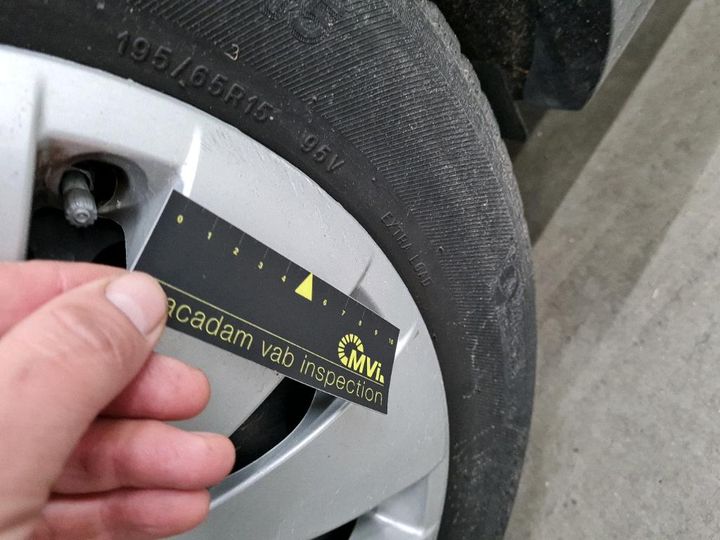 195/65R15 95V
EXTRA LOAD
0 1 2 3 4 6 7 8 9 10
MVi.
acadam vab inspection